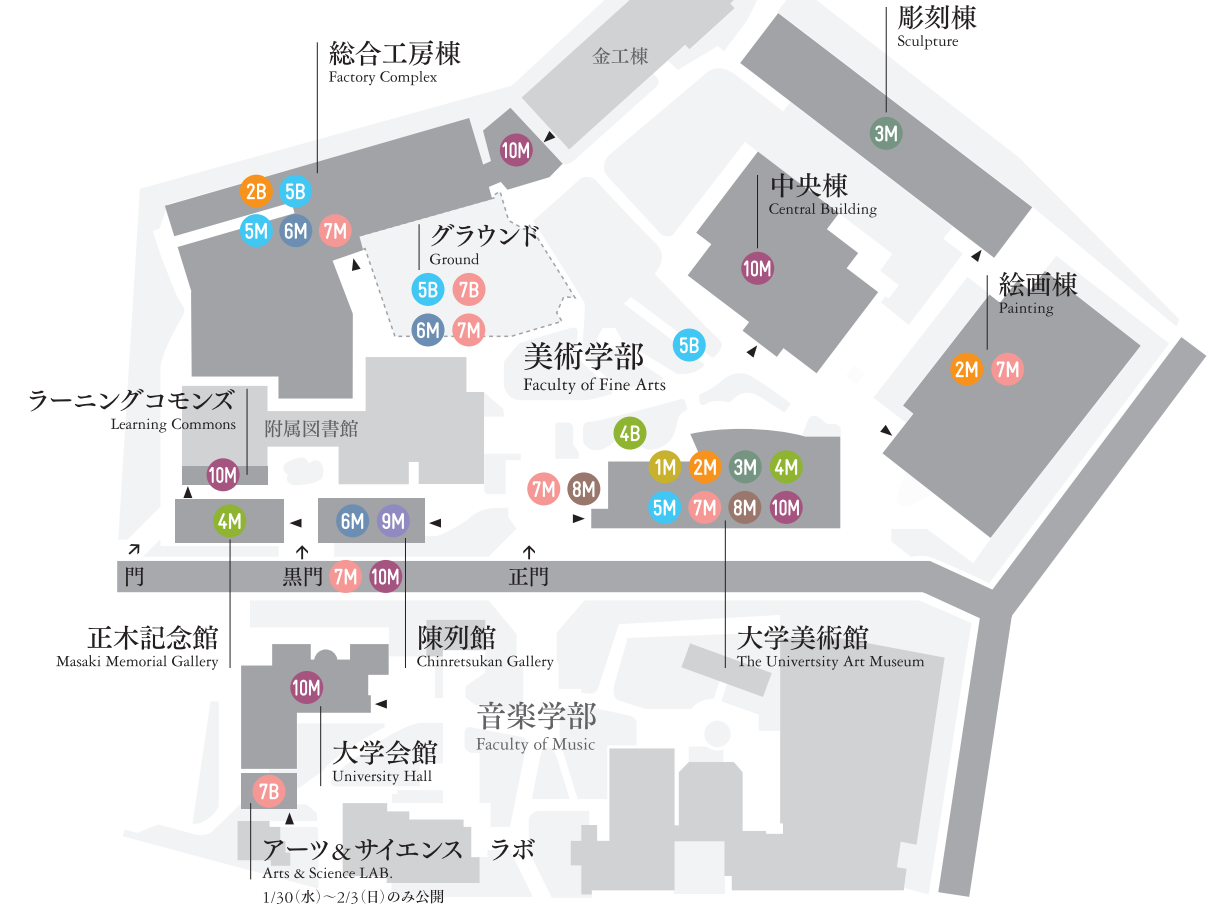 彫刻棟
Sculpture
総合工房棟
Factory Complex
金工棟
3M
10M
2B 5B
5M 6M 7M
中央棟
Central Building
10M
グラウンド
Ground
5B 7B
6M 7M
絵画棟
Painting
2M 7M
美術学部
Faculty of Fine Arts
5B
ラーニングコモンズ
Learning Commons
附属図書館
10M
4B
1M 2M 3M 4M
7M 8M
5M 7M 8M 10M
4M
6M 9M
門
黒門
7M 10M
正門
正木記念館
Masaki Memorial Gallery
陳列館
Chinretsukan Gallery
大学美術館
The Univertsity Art Museum
10M
音楽学部
Faculty of Music
大学会館
University Hall
7B
アーツ&サイエンス ラボ
Arts & Science LAB.
1/30(水)〜2/3(日)のみ公開